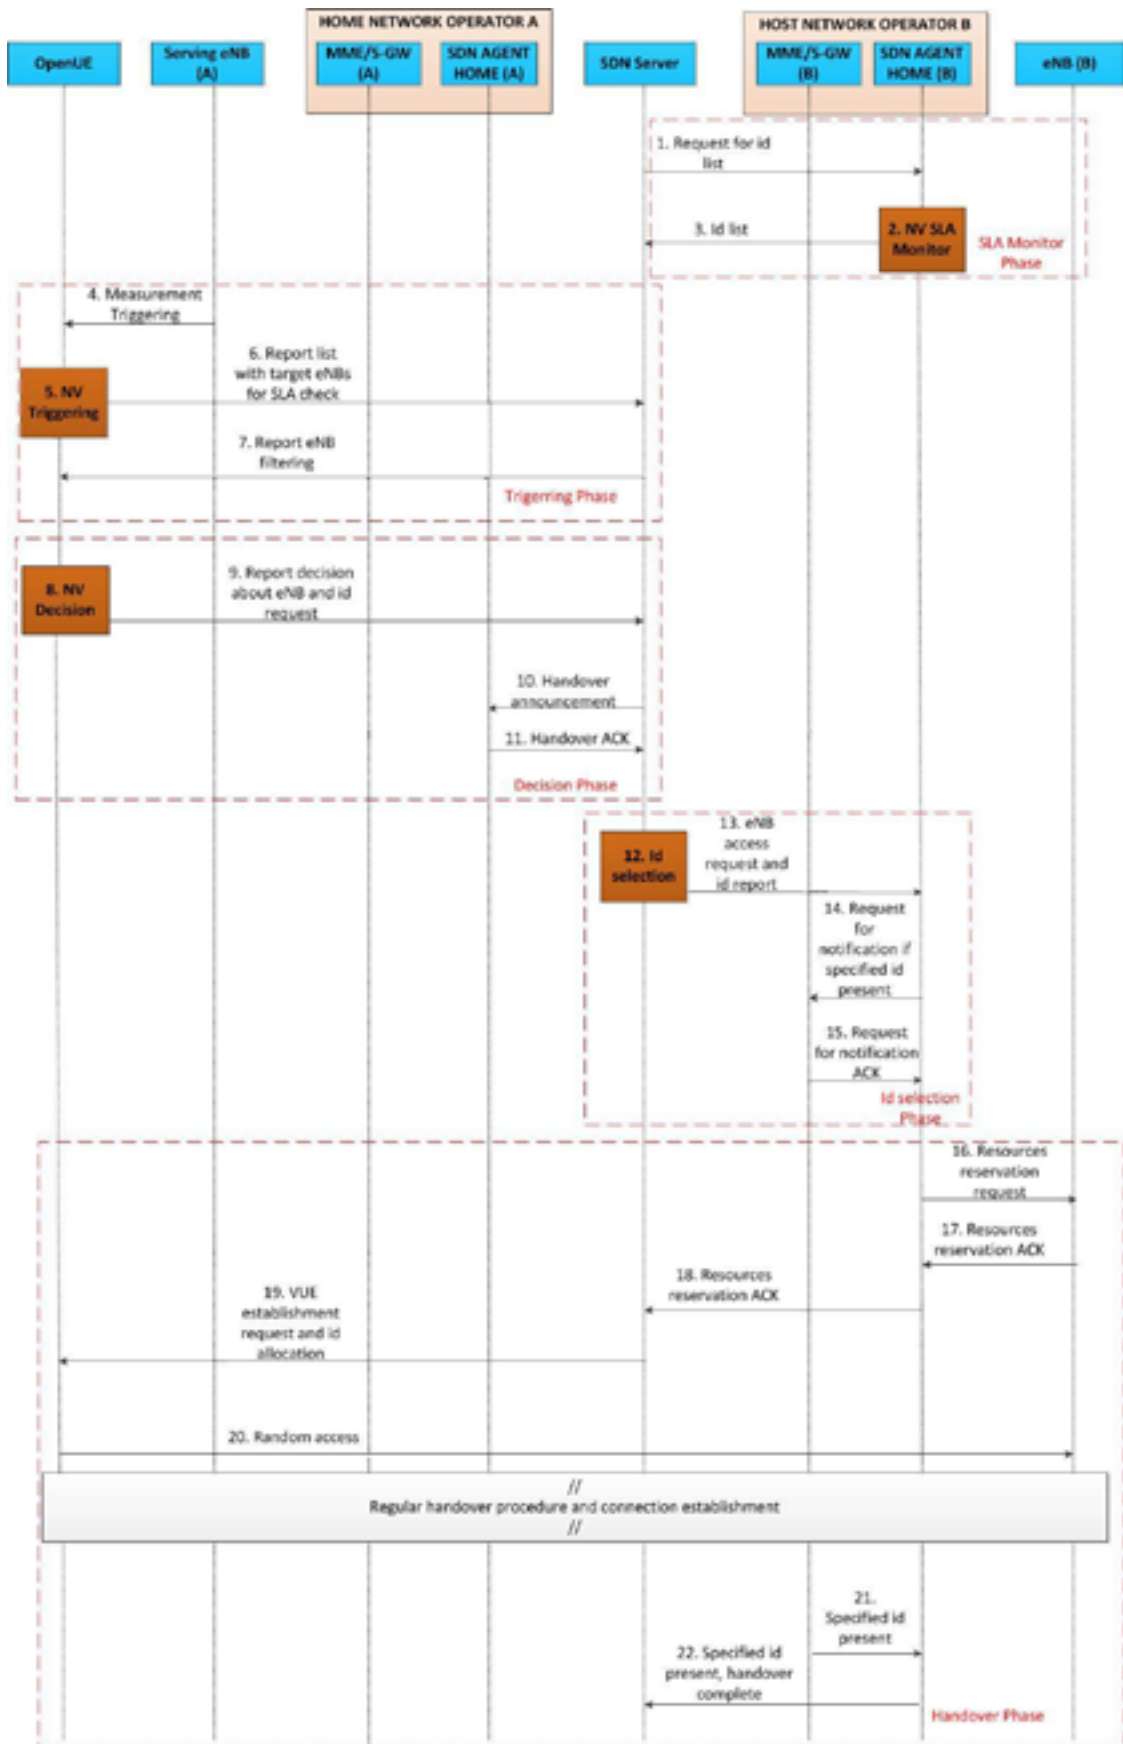 HOME NETWORK OPERATOR A
HOST NETWORK OPERATOR B
OpenUE
Serving eNB
(A)
MME/S-GW
(A)
SDN AGENT
HOME (A)
SDN Server
MME/S-GW
(B)
SDN AGENT
HOME (B)
eNB (B)
1. Request for id
list
2. NV SLA
Monitor
3. Id list
SLA Monitor
Phase
4. Measurement
Triggering
5. NV
Triggering
6. Report list
with target eNBs
for SLA check
7. Report eNB
filtering
Trigerring Phase
8. NV
Decision
9. Report decision
about eNB and id
request
10. Handover
announcement
11. Handover ACK
Decision Phase
12. Id
selection
13. eNB
access
request and
id report
14. Request
for
notification if
specified id
present
15. Request
for notification
ACK
Id selection
Phase
16. Resources
reservation
request
17. Resources
reservation ACK
18. Resources
reservation ACK
19. VUE
establishment
request and id
allocation
20. Random access
//
Regular handover procedure and connection establishment
//
21.
Specified id
present
22. Specified id
present, handover
complete
Handover Phase